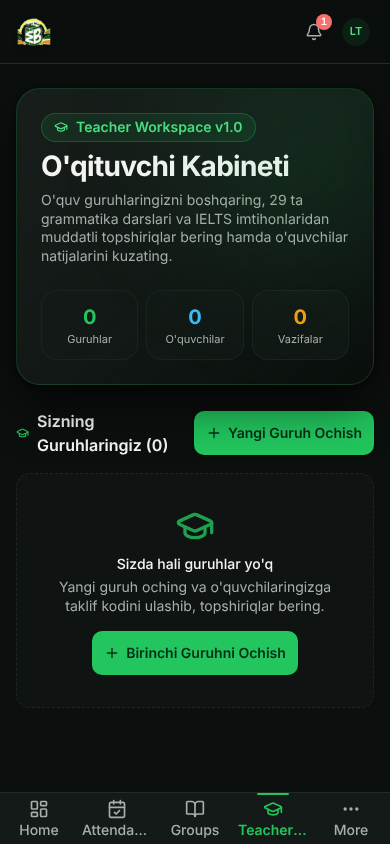 1
LT
Teacher Workspace v1.0
O'qituvchi Kabineti
O'quv guruhlaringizni boshqaring, 29 ta
grammatika darslari va IELTS imtihonlaridan
muddatli topshiriqlar bering hamda o'quvchilar
natijalarini kuzating.
0 0 0
Guruhlar O'quvchilar Vazifalar
Sizning
Guruhlaringiz (0)
+ Yangi Guruh Ochish
Sizda hali guruhlar yo'q
Yangi guruh oching va o'quvchilaringizga
taklif kodini ulashib, topshiriqlar bering.
+ Birinchi Guruhni Ochish
Home Attenda... Groups Teacher... More